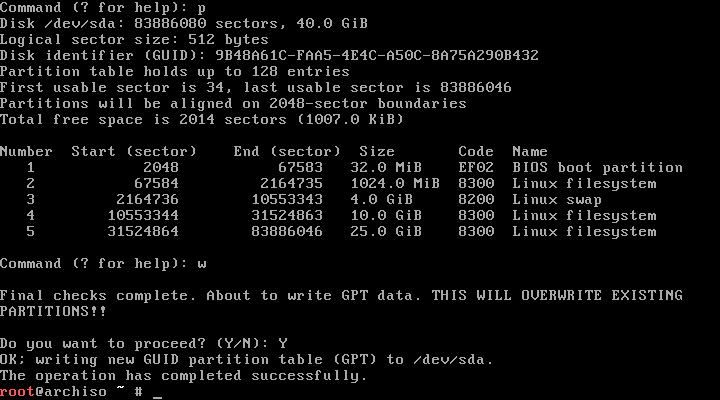 Command (? for help): p
Disk /dev/sda: 83886080 sectors, 40.0 GiB
Logical sector size: 512 bytes
Disk identifier (GUID): 9B48A61C-FAA5-4E4C-A50C-8A75A290B432
Partition table holds up to 128 entries
First usable sector is 34, last usable sector is 83886046
Partitions will be aligned on 2048-sector boundaries
Total free space is 2014 sectors (1007.0 KiB)
Number  Start (sector)    End (sector)  Size       Code  Name
   1            2048           67583   32.0 MiB    EF02  BIOS boot partition
   2           67584         2164735   1024.0 MiB  8300  Linux filesystem
   3         2164736        10553343   4.0 GiB     8200  Linux swap
   4        10553344        31524863   10.0 GiB    8300  Linux filesystem
   5        31524864        83886046   25.0 GiB    8300  Linux filesystem
Command (? for help): w
Final checks complete. About to write GPT data. THIS WILL OVERWRITE EXISTING
PARTITIONS!!
Do you want to proceed? (Y/N): Y
OK; writing new GUID partition table (GPT) to /dev/sda.
The operation has completed successfully.
root@archiso ~ # _